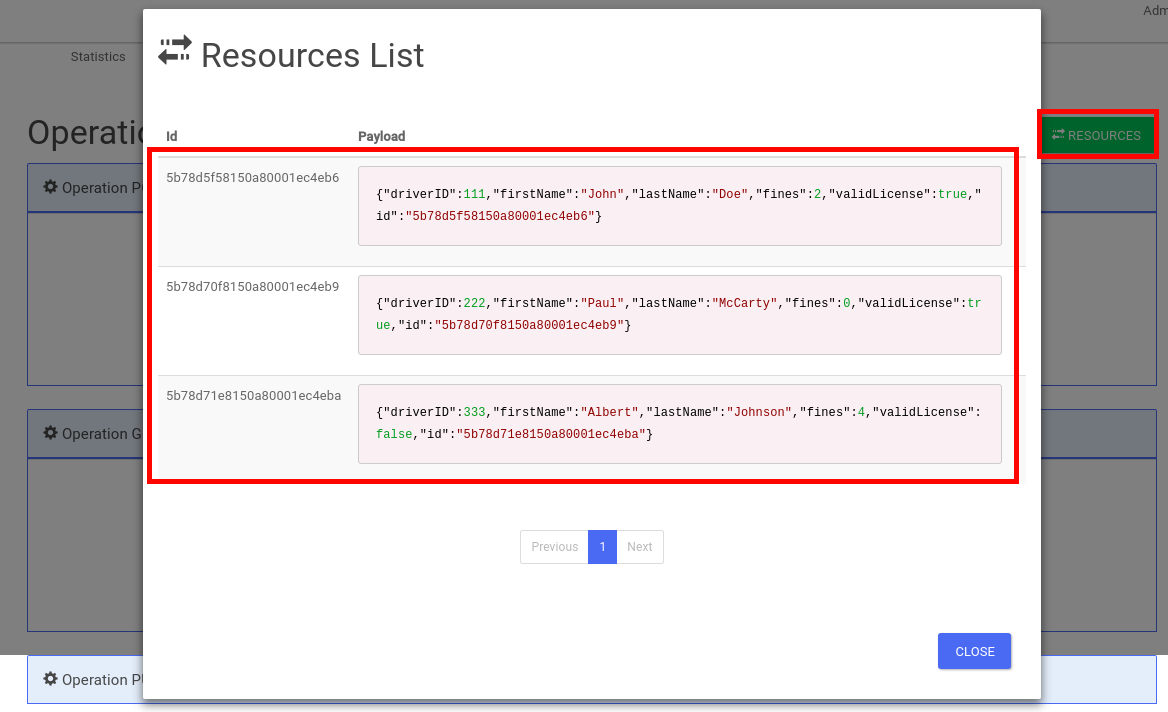 Adm
Statistics
Resources List
Operatio
RESOURCES
Id Payload
5b78d5f58150a80001ec4eb6
{"driverID":111,"firstName":"John","lastName":"Doe","fines":2,"validLicense":true,"
id":"5b78d5f58150a80001ec4eb6"}
Operation P
5b78d70f8150a80001ec4eb9
{"driverID":222,"firstName":"Paul","lastName":"McCarty","fines":0,"validLicense":tr
ue,"id":"5b78d70f8150a80001ec4eb9"}
5b78d71e8150a80001ec4eba
{"driverID":333,"firstName":"Albert","lastName":"Johnson","fines":4,"validLicense":
false,"id":"5b78d71e8150a80001ec4eba"}
Operation G
Previous 1 Next
CLOSE
Operation P